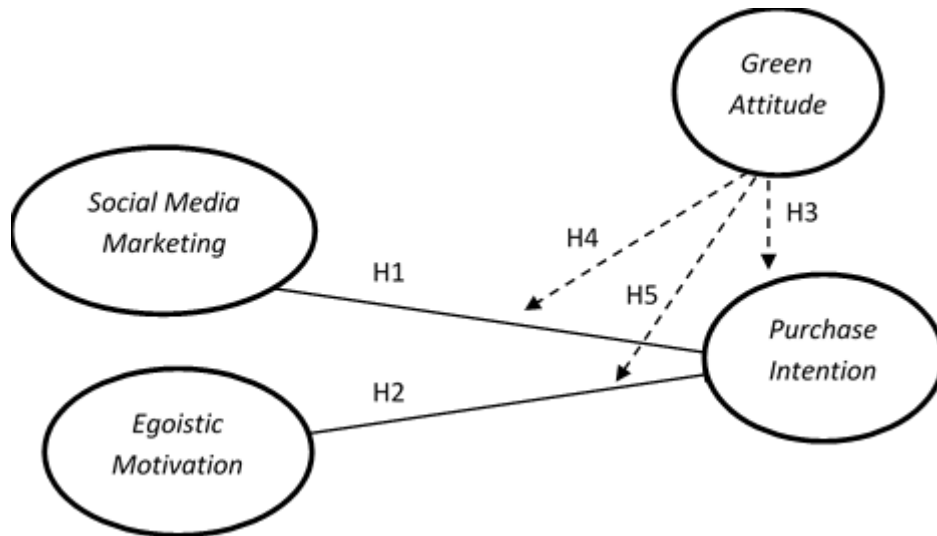 Green
Attitude
Social Media
Marketing
H4
H3
H1
H5
Purchase
Intention
H2
Egoistic
Motivation